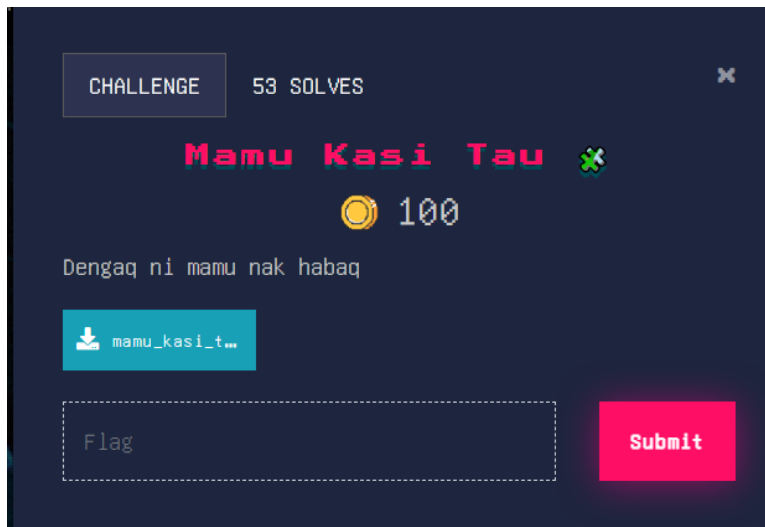 CHALLENGE 53 SOLVES
Mamu Kasi Tau
100
Dengaq ni mamu nak habaq
mamu_kasi_t…
Flag
Submit